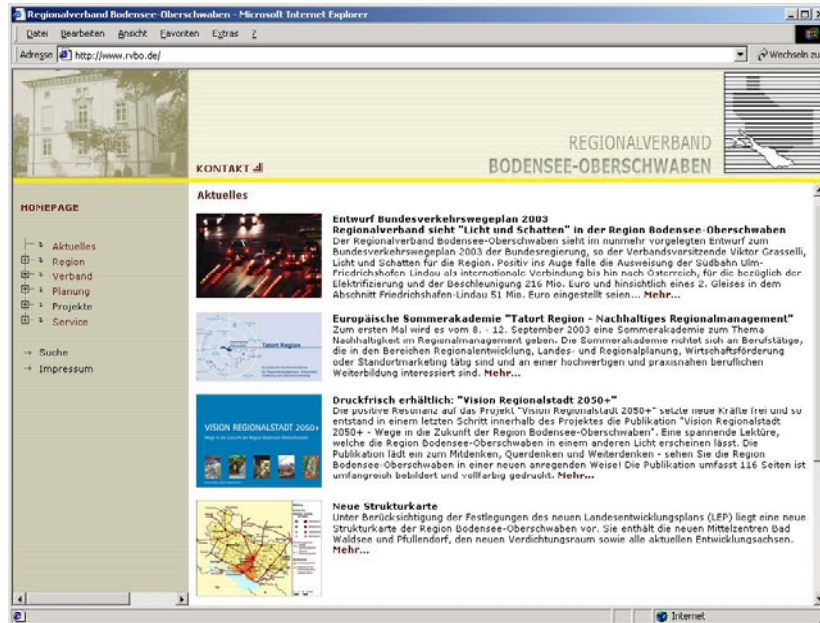 Regionalverband Bodensee-Oberschwaben - Microsoft Internet Explorer
Datei Bearbeiten Ansicht Favoriten Extras ?
Adresse http://www.rvbo.de/ Wechseln zu
REGIONALVERBAND
BODENSEE-OBERSCHWABEN
KONTAKT
HOMEPAGE
Aktuelles
Region
Verband
Planung
Projekte
Service
Suche
Impressum
Aktuelles
Entwurf Bundesverkehrswegeplan 2003
Regionalverband sieht "Licht und Schatten" in der Region Bodensee-Oberschwaben
Der Regionalverband Bodensee-Oberschwaben sieht im nunmehr vorgelegten Entwurf zum
Bundesverkehrswegeplan 2003 der Bundesregierung, so der Verbandsvorsitzende Viktor Grasselli,
Licht und Schatten für die Region. Positiv ins Auge falle die Ausweisung der Südbahn Ulm-
Friedrichshafen-Lindau als internationale Verbindung bis hin nach Österreich, für die bezüglich der
Elektrifizierung und der Beschleunigung 216 Mio. Euro und hinsichtlich eines 2. Gleises in dem
Abschnitt Friedrichshafen-Lindau 51 Mio. Euro eingestellt seien... Mehr...
Tatort Region
Europäische Sommerakademie "Tatort Region - Nachhaltiges Regionalmanagement"
Zum ersten Mal wird es vom 8. - 12. September 2003 eine Sommerakademie zum Thema
Nachhaltigkeit im Regionalmanagement geben. Die Sommerakademie richtet sich an Berufstätige,
die in den Bereichen Regionalentwicklung, Landes- und Regionalplanung, Wirtschaftsförderung
oder Standortmarketing tätig sind und an einer hochwertigen und praxisnahen beruflichen
Weiterbildung interessiert sind. Mehr...
VISION REGIONALSTADT 2050+
Wege in die Zukunft der Region Bodensee-Oberschwaben
Druckfrisch erhältlich: "Vision Regionalstadt 2050+"
Die positive Resonanz auf das Projekt "Vision Regionalstadt 2050+" setzte neue Kräfte frei und so
entstand in einem letzten Schritt innerhalb des Projektes die Publikation "Vision Regionalstadt
2050+ - Wege in die Zukunft der Region Bodensee-Oberschwaben". Eine spannende Lektüre,
welche die Region Bodensee-Oberschwaben in einem anderen Licht erscheinen lässt. Die
Publikation lädt ein zum Mitdenken, Querdenken und Weiterdenken - sehen Sie die Region
Bodensee-Oberschwaben in einer neuen anregenden Weise! Die Publikation umfasst 116 Seiten ist
umfangreich bebildert und vollfarbig gedruckt. Mehr...
Neue Strukturkarte
Unter Berücksichtigung der Festlegungen des neuen Landesentwicklungsplans (LEP) liegt eine neue
Strukturkarte der Region Bodensee-Oberschwaben vor. Sie enthält die neuen Mittelzentren Bad
Waldsee und Pfullendorf, den neuen Verdichtungsraum sowie alle aktuellen Entwicklungsachsen.
Mehr...
Internet